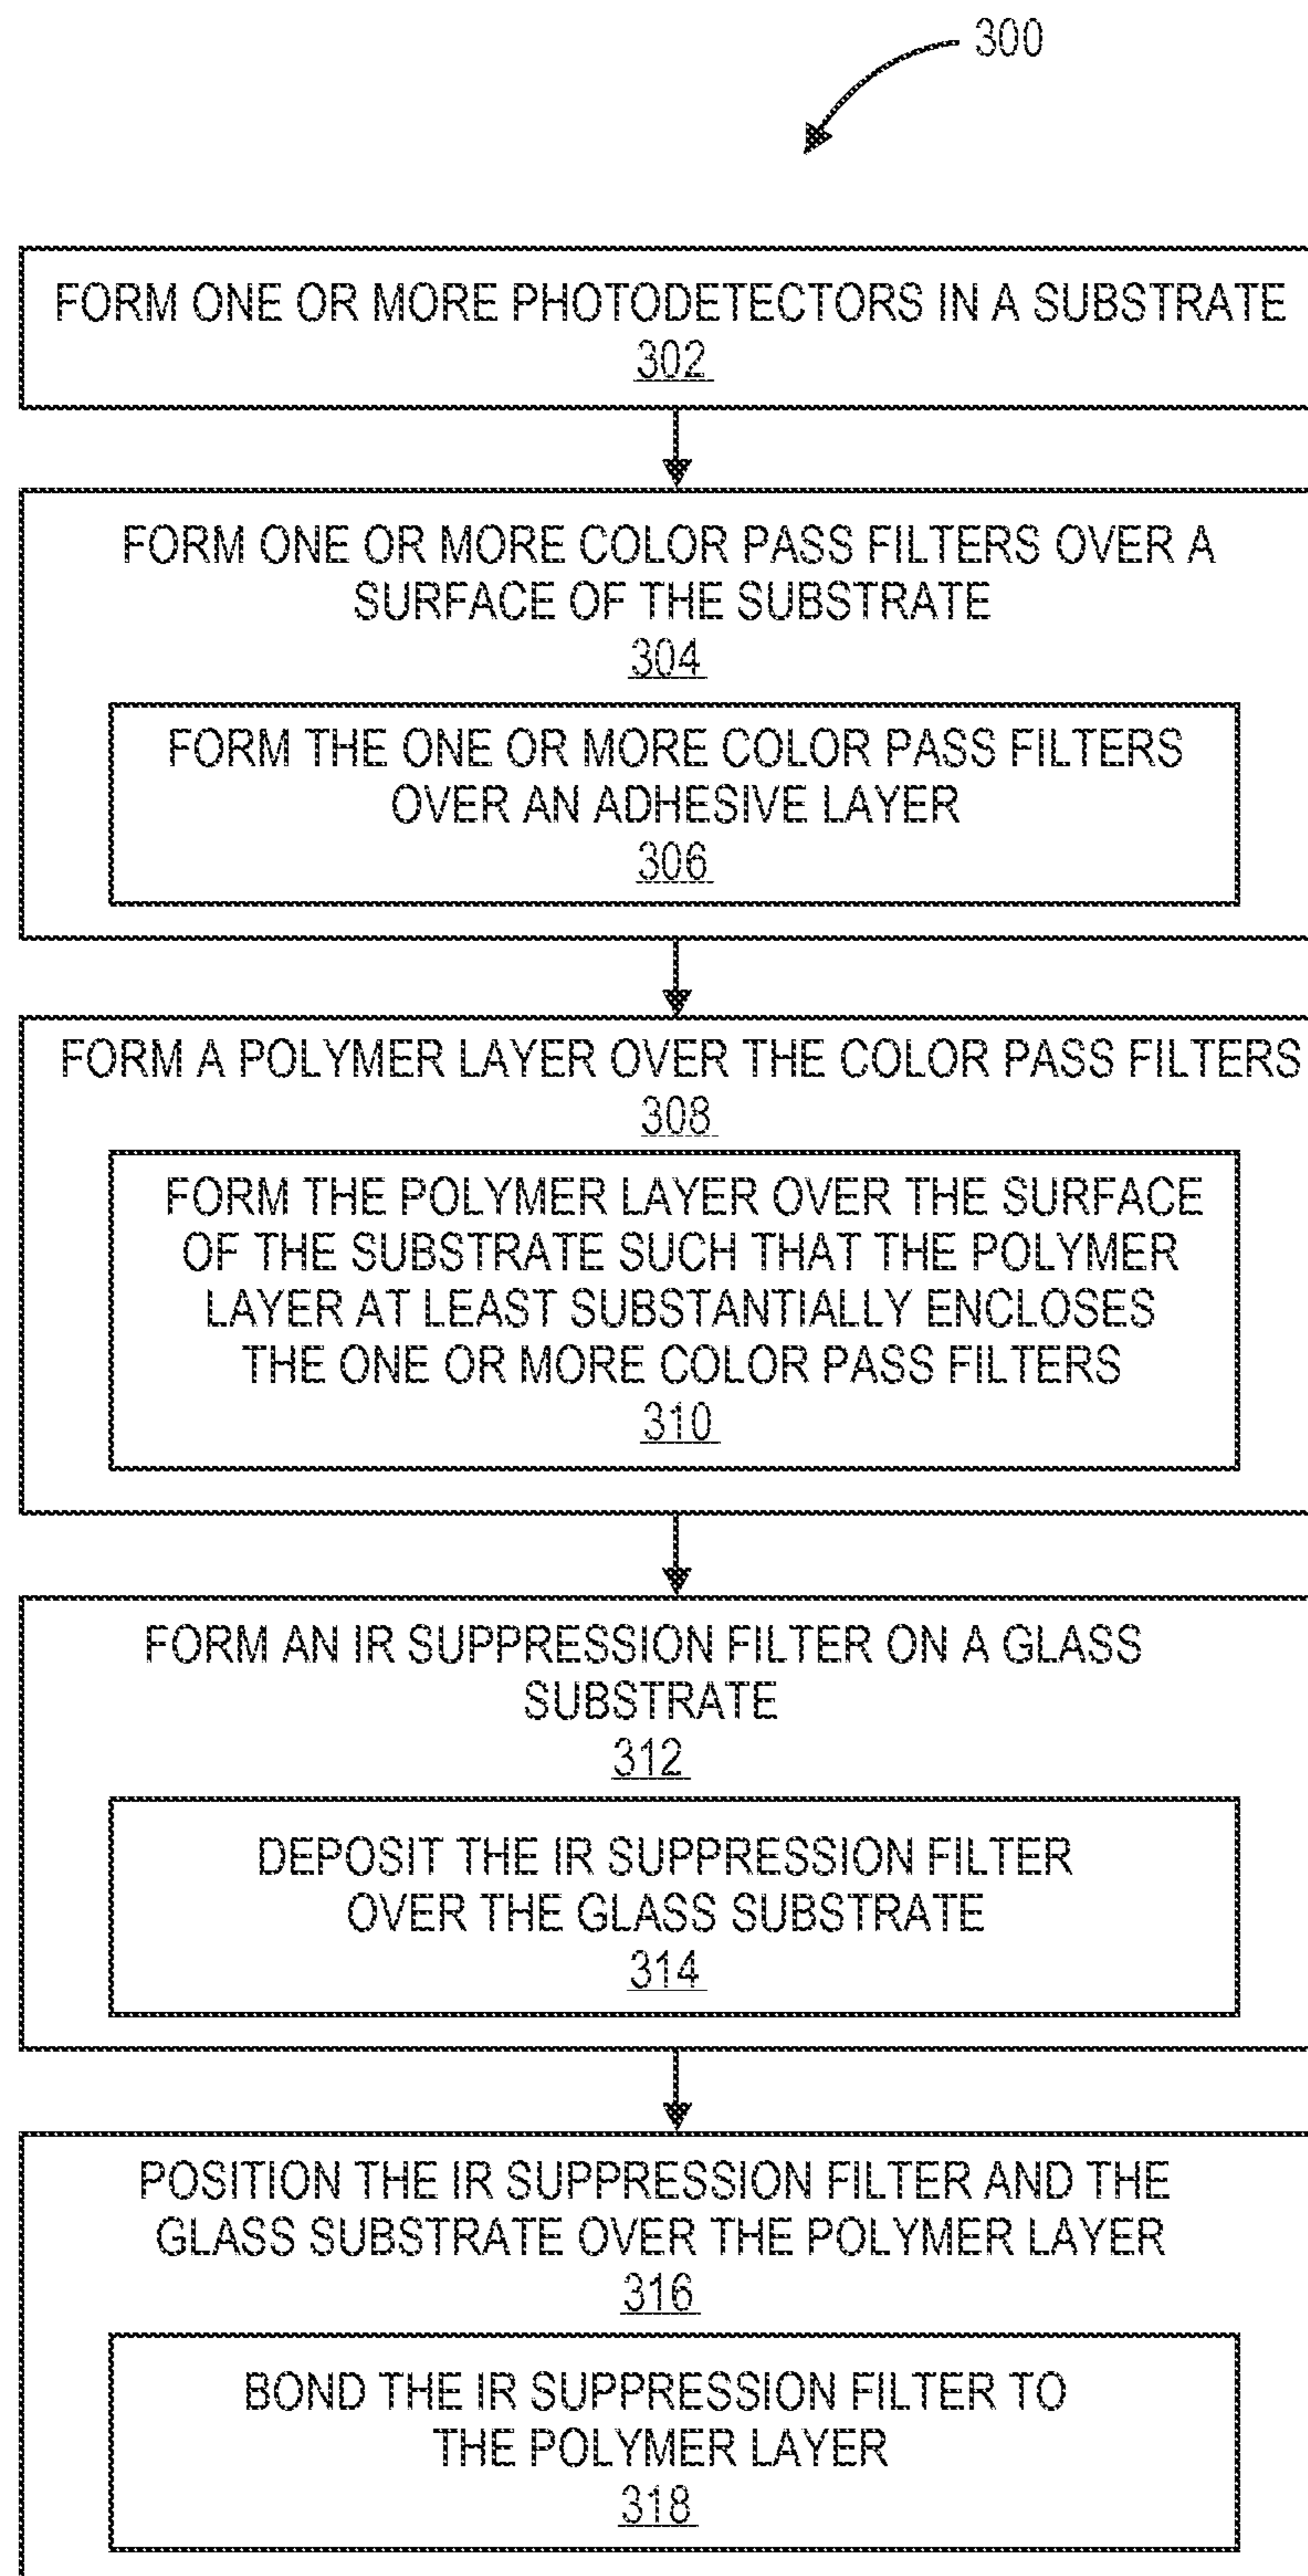 300
FORM ONE OR MORE PHOTODETECTORS IN A SUBSTRATE
302
FORM ONE OR MORE COLOR PASS FILTERS OVER A
SURFACE OF THE SUBSTRATE
304
FORM THE ONE OR MORE COLOR PASS FILTERS
OVER AN ADHESIVE LAYER
306
FORM A POLYMER LAYER OVER THE COLOR PASS FILTERS
308
FORM THE POLYMER LAYER OVER THE SURFACE
OF THE SUBSTRATE SUCH THAT THE POLYMER
LAYER AT LEAST SUBSTANTIALLY ENCLOSES
THE ONE OR MORE COLOR PASS FILTERS
310
FORM AN IR SUPPRESSION FILTER ON A GLASS
SUBSTRATE
312
DEPOSIT THE IR SUPPRESSION FILTER
OVER THE GLASS SUBSTRATE
314
POSITION THE IR SUPPRESSION FILTER AND THE
GLASS SUBSTRATE OVER THE POLYMER LAYER
316
BOND THE IR SUPPRESSION FILTER TO
THE POLYMER LAYER
318